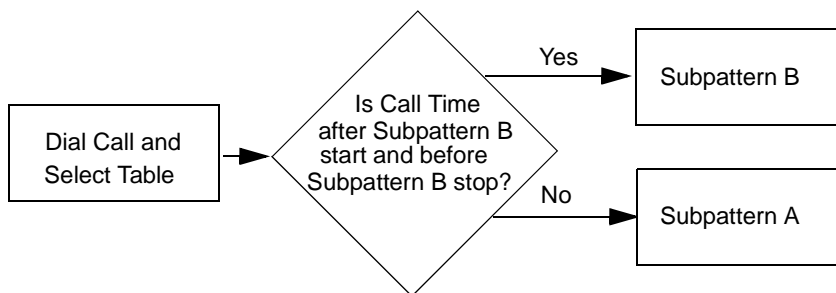 Dial Call and
Select Table
Is Call Time
after Subpattern B
start and before
Subpattern B stop?
Yes
Subpattern B
No
Subpattern A